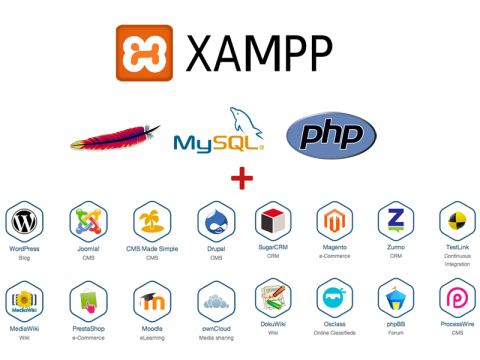 XAMPP
MySQL®
php
WordPress Joomla! CMS Made Simple Drupal SugarCRM Magento Zurmo TestLink
Blog CMS CMS CMS CRM e-Commerce CRM Continuous
Integration
MediaWiki
MediaWiki PrestaShop Moodle ownCloud DokuWiki Osclass phpBB ProcessWire
Wiki e-Commerce eLearning Media sharing Wiki Online Classifieds Forum CMS